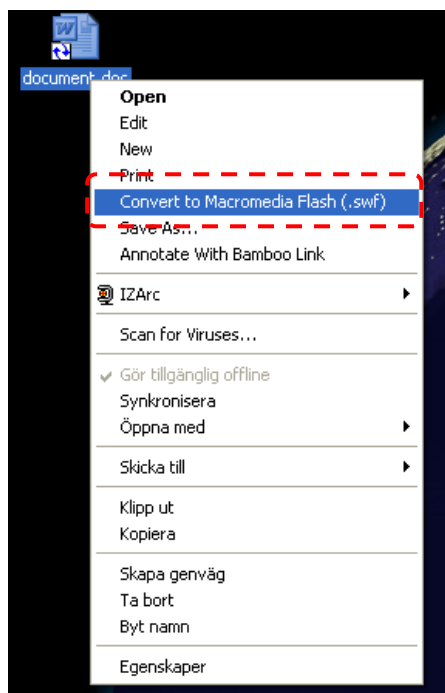 document.doc
Open
Edit
New
Print
Convert to Macromedia Flash (.swf)
Save As...
Annotate With Bamboo Link
IZArc
Scan for Viruses...
Gör tillgänglig offline
Synkronisera
Öppna med
Skicka till
Klipp ut
Kopiera
Skapa genväg
Ta bort
Byt namn
Egenskaper